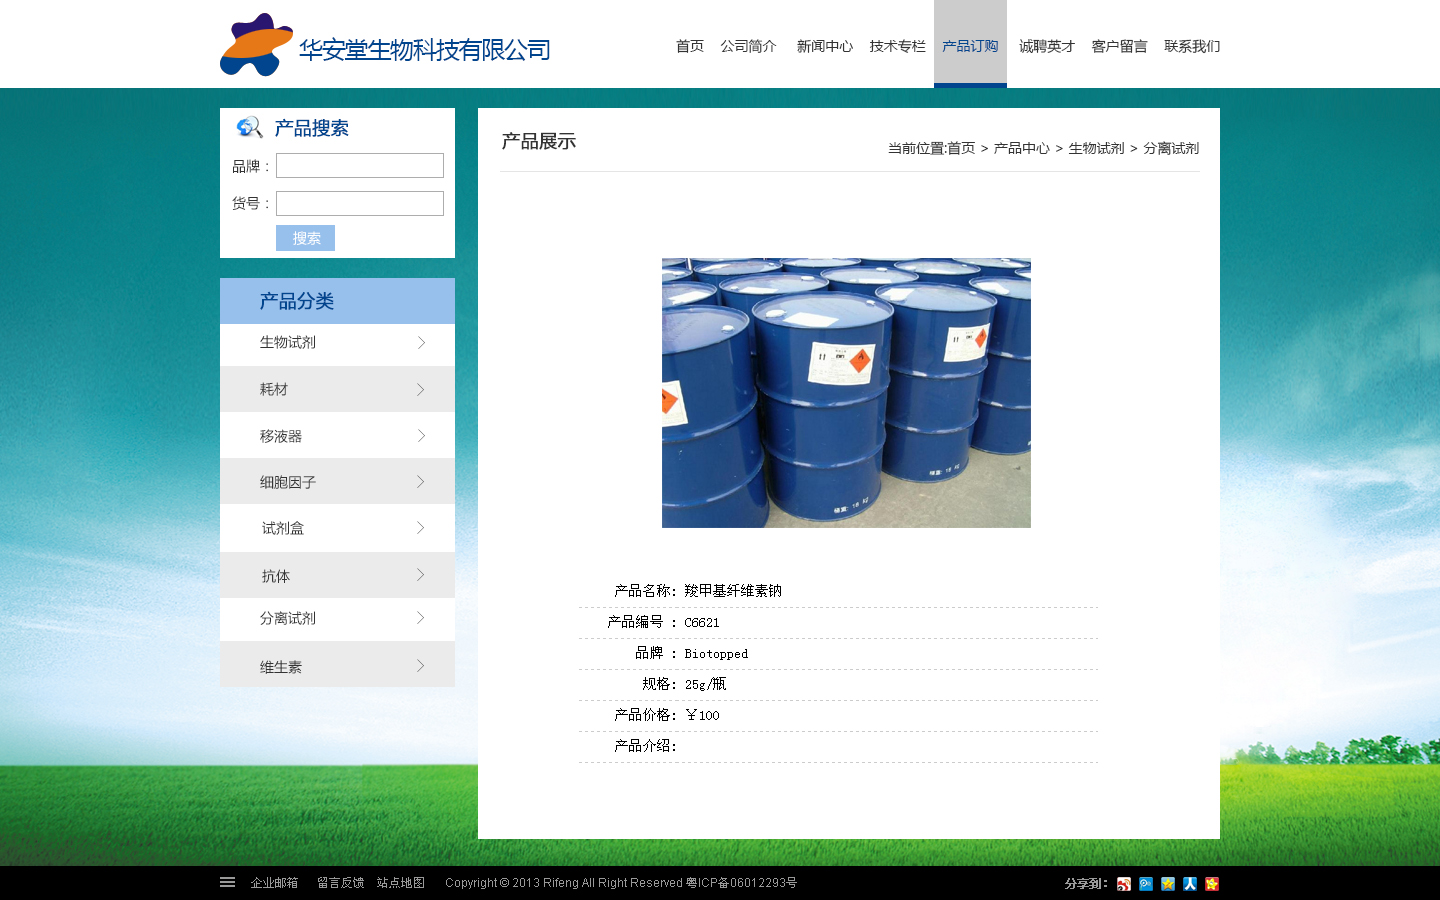 华安堂生物科技有限公司
首页 公司简介 新闻中心 技术专栏 产品订购 诚聘英才 客户留言 联系我们
产品搜索
品牌：
货号：
搜索
产品分类
生物试剂
耗材
移液器
细胞因子
试剂盒
抗体
分离试剂
维生素
产品展示
当前位置:首页 > 产品中心 > 生物试剂 > 分离试剂
产品名称: 羧甲基纤维素钠
产品编号 : C6621
品牌 : Biotopped
规格: 25g/瓶
产品价格: ￥100
产品介绍:
企业邮箱 留言反馈 站点地图 Copyright © 2013 Rifeng All Right Reserved 粤ICP备06012293号
分享到：